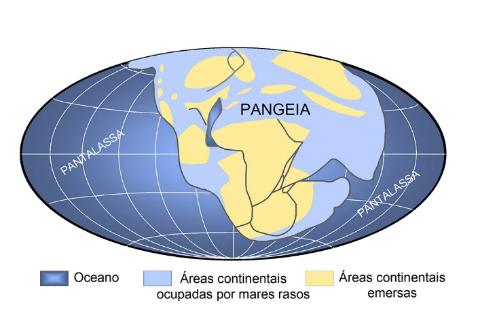 PANGEIA
PANTALASSA
PANTALASSA
Oceano
Áreas continentais
ocupadas por mares rasos
Áreas continentais
emersas